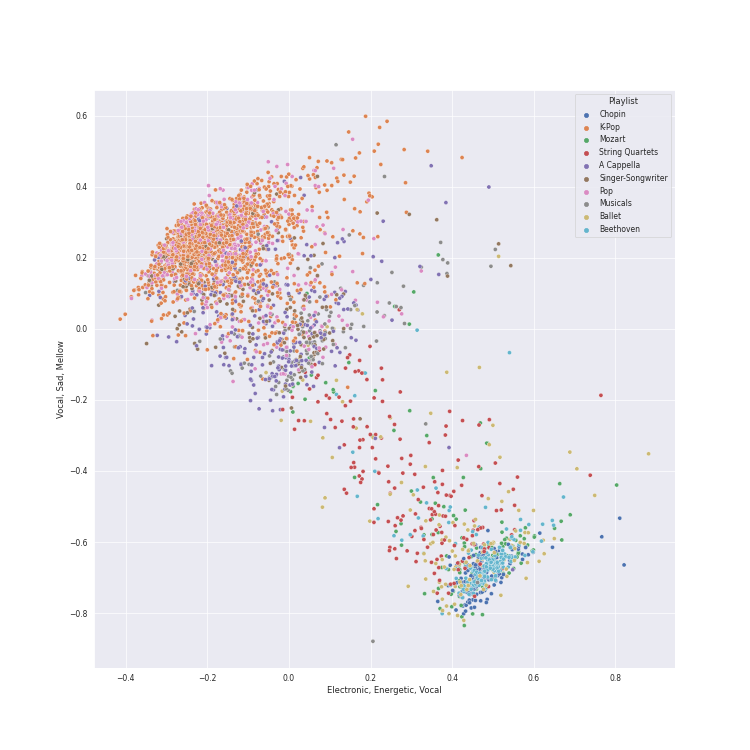 Playlist
Chopin
K-Pop
Mozart
String Quartets
A Cappella
Singer-Songwriter
Pop
Musicals
Ballet
Beethoven
0.6
0.4
0.2
0.0
−0.2
−0.4
−0.6
−0.8
Vocal, Sad, Mellow
−0.4
−0.2
0.0
0.2
0.4
0.6
0.8
Electronic, Energetic, Vocal